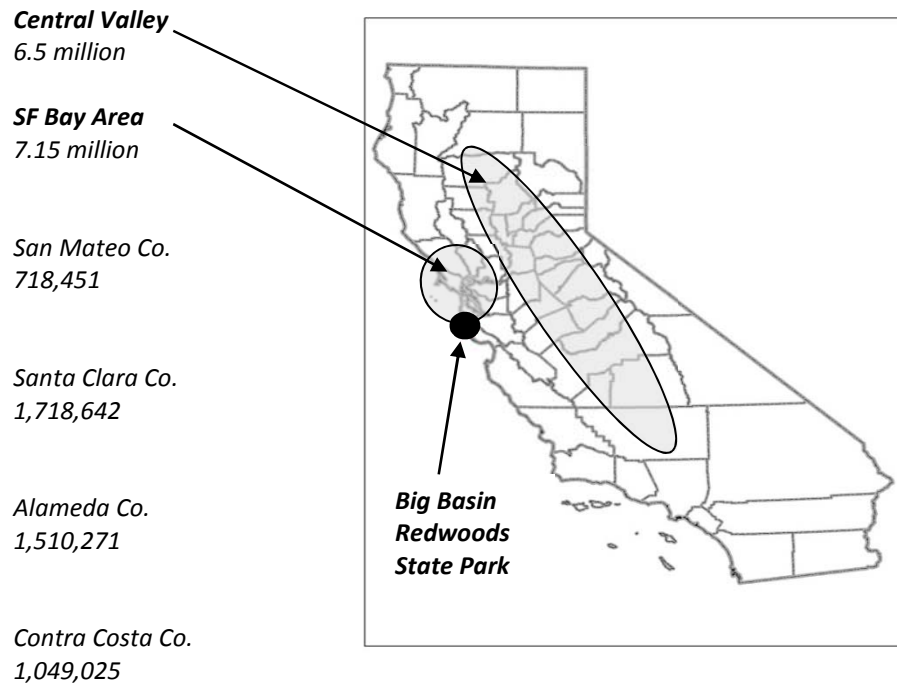 Central Valley
6.5 million
SF Bay Area
7.15 million
San Mateo Co.
718,451
Santa Clara Co.
1,718,642
Alameda Co.
1,510,271
Contra Costa Co.
1,049,025
Big Basin
Redwoods
State Park